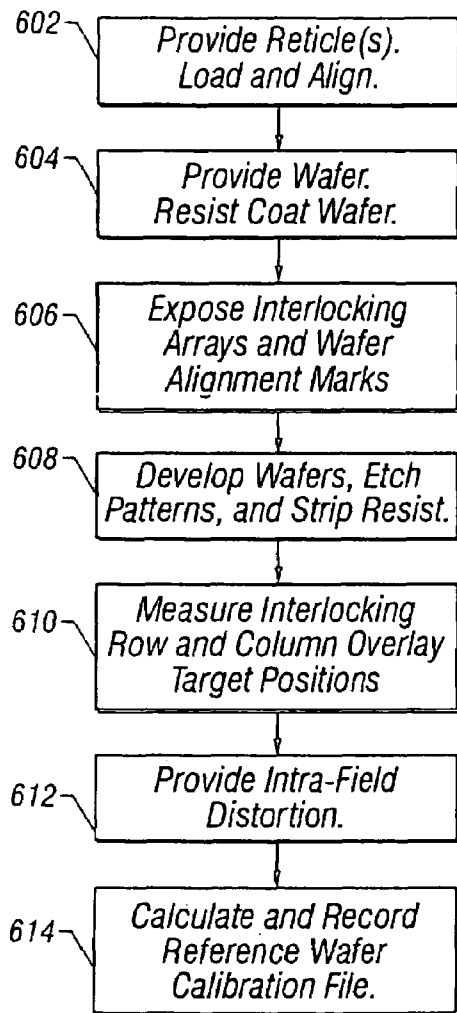 602
Provide Reticle(s).
Load and Align.
604
Provide Wafer.
Resist Coat Wafer.
606
Expose Interlocking
Arrays and Wafer
Alignment Marks
608
Develop Wafers, Etch
Patterns, and Strip Resist.
610
Measure Interlocking
Row and Column Overlay
Target Positions
612
Provide Intra-Field
Distortion.
614
Calculate and Record
Reference Wafer
Calibration File.